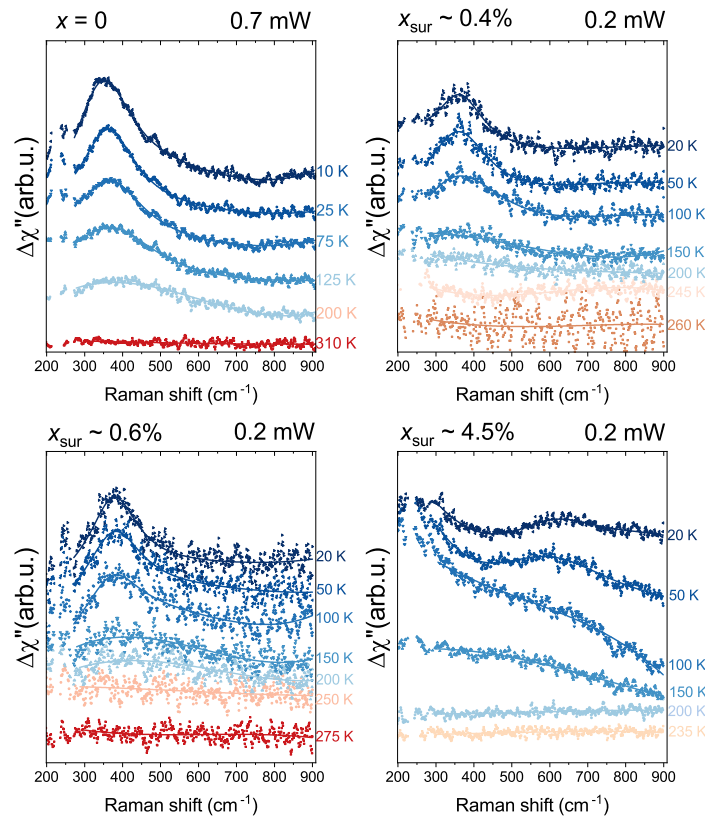 x = 0 0.7 mW
Δχ"(arb.u.)
10 K
25 K
75 K
125 K
200 K
310 K
200 300 400 500 600 700 800 900
Raman shift (cm⁻¹)
x_sur ~ 0.4% 0.2 mW
Δχ"(arb.u.)
20 K
50 K
100 K
150 K
200 K
245 K
260 K
200 300 400 500 600 700 800 900
Raman shift (cm⁻¹)
x_sur ~ 0.6% 0.2 mW
Δχ"(arb.u.)
20 K
50 K
100 K
150 K
200 K
250 K
275 K
200 300 400 500 600 700 800 900
Raman shift (cm⁻¹)
x_sur ~ 4.5% 0.2 mW
Δχ"(arb.u.)
20 K
50 K
100 K
150 K
200 K
235 K
200 300 400 500 600 700 800 900
Raman shift (cm⁻¹)